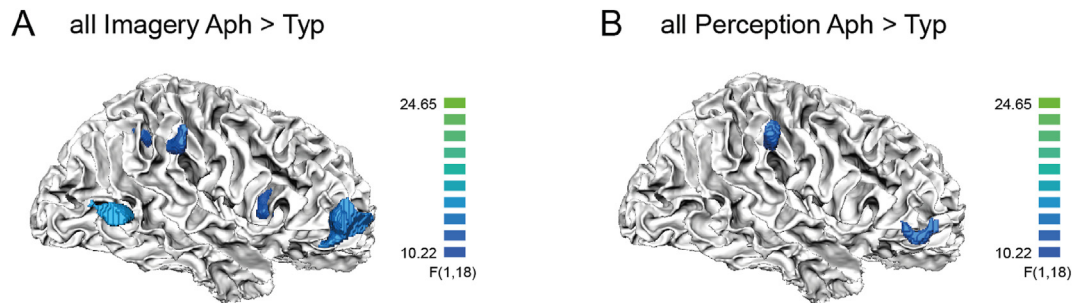 A all Imagery Aph > Typ
24.65
10.22
F(1,18)
B all Perception Aph > Typ
24.65
10.22
F(1,18)